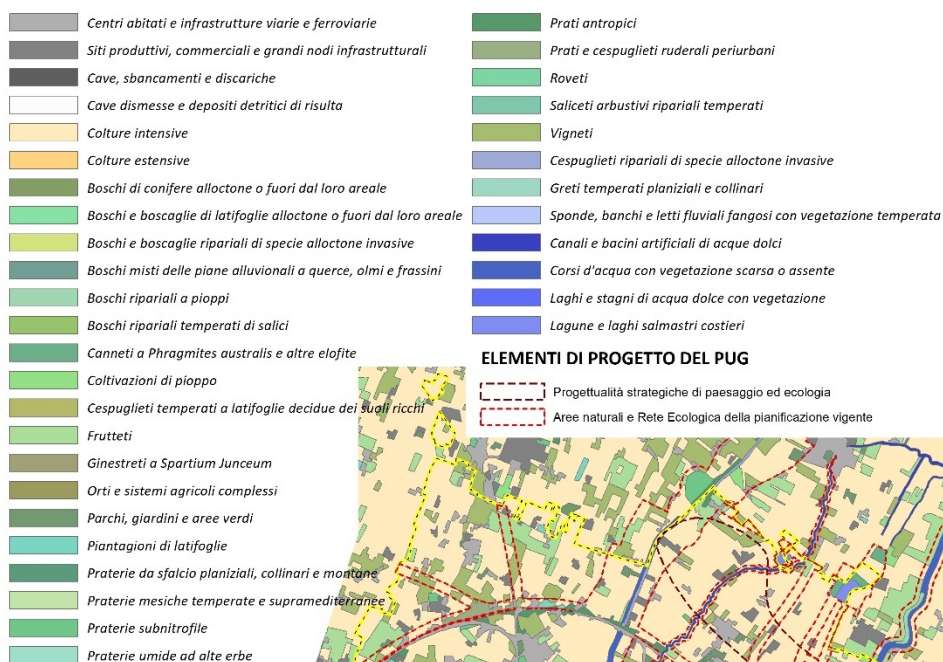 Centri abitati e infrastrutture viarie e ferroviarie
Siti produttivi, commerciali e grandi nodi infrastrutturali
Cave, sbancamenti e discariche
Cave dismesse e depositi detritici di risulta
Colture intensive
Colture estensive
Boschi di conifere alloctone o fuori dal loro areale
Boschi e boscaglie di latifoglie alloctone o fuori dal loro areale
Boschi e boscaglie ripariali di specie alloctone invasive
Boschi misti delle piane alluvionali a querce, olmi e frassini
Boschi ripariali a pioppi
Boschi ripariali temperati di salici
Canneti a Phragmites australis e altre elofite
Coltivazioni di pioppo
Cespuglieti temperati a latifoglie decidue dei suoli ricchi
Frutteti
Ginestreti a Spartium Junceum
Orti e sistemi agricoli complessi
Parchi, giardini e aree verdi
Piantagioni di latifoglie
Praterie da sfalcio planiziali, collinari e montane
Praterie mesiche temperate e supramediterranee
Praterie subnitrofile
Praterie umide ad alte erbe
Prati antropici
Prati e cespuglieti ruderali periurbani
Roveti
Saliceti arbustivi ripariali temperati
Vigneti
Cespuglieti ripariali di specie alloctone invasive
Greti temperati planiziali e collinari
Sponde, banchi e letti fluviali fangosi con vegetazione temperata
Canali e bacini artificiali di acque dolci
Corsi d'acqua con vegetazione scarsa o assente
Laghi e stagni di acqua dolce con vegetazione
Lagune e laghi salmastri costieri
ELEMENTI DI PROGETTO DEL PUG
Progettualità strategiche di paesaggio ed ecologia
Aree naturali e Rete Ecologica della pianificazione vigente